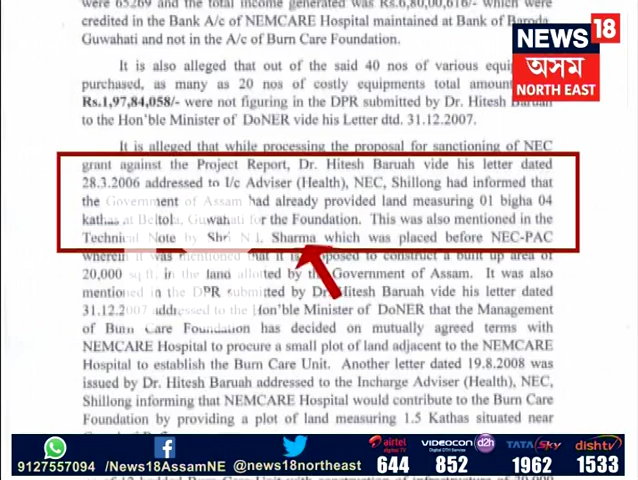 were 65269 and the total income generated was Rs.6,80,00,616/- which were
credited in the Bank A/c of NEMCARE Hospital maintained at Bank of Baroda,
Guwahati and not in the A/c of Burn Care Foundation.
It is also alleged that out of the said 40 nos of various
purchased, as many as 20 nos of costly equipments total
Rs.1,97,84,058/- were not figuring in the DPR submitted by Dr. Hitesh Baruah
to the Hon'ble Minister of DoNER vide his Letter dtd. 31.12.2007.
It is alleged that while processing the proposal for sanctioning of NEC
grant against the Project Report, Dr. Hitesh Baruah vide his letter dated
28.3.2006 addressed to I/c Adviser (Health), NEC, Shillong had informed that
the Government of Assam had already provided land measuring 01 bigha 04
kathas at Beltola, Guwahati for the Foundation. This was also mentioned in the
Technical Note by Shri N.I. Sharma which was placed before NEC-PAC
wherein it was mentioned that it is proposed to construct a built up area of
20,000 sq.ft. in the land allotted by the Government of Assam. It was also
mentioned in the DPR submitted by Dr. Hitesh Baruah vide his letter dated
31.12.2007 addressed to the Hon'ble Minister of DoNER that the Management
of Burn Care Foundation has decided on mutually agreed terms with
NEMCARE Hospital to procure a small plot of land adjacent to the NEMCARE
Hospital to establish the Burn Care Unit. Another letter dated 19.8.2008 was
issued by Dr. Hitesh Baruah addressed to the Incharge Adviser (Health), NEC,
Shillong informing that NEMCARE Hospital would contribute to the Burn Care
Foundation by providing a plot of land measuring 1.5 Kathas situated near
NEWS 18
অসম
NORTH EAST
9127557094 /News18AssamNE @news18northeast
airtel digital TV 644
VIDEOCON d2h 852
TATA Sky 1962
dishtv 1533